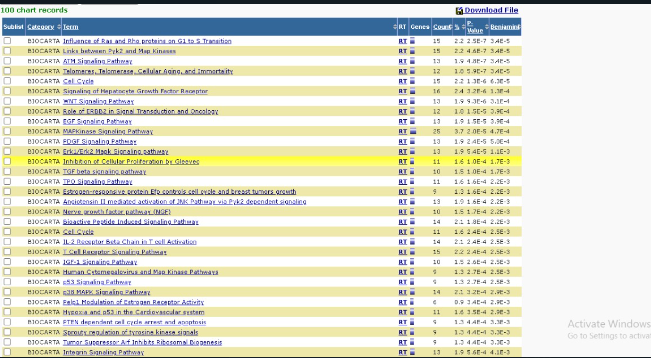 100 chart records Download File
Sublist Category Term RT Genes Count % P-Value Benjamini
BIOCARTA Influence of Ras and Rho proteins on G1 to S Transition RT 15 2.2 2.5E-7 3.4E-5
BIOCARTA Links between Pyk2 and Map Kinases RT 15 2.2 4.6E-7 3.4E-5
BIOCARTA ATM Signaling Pathway RT 13 1.9 4.8E-7 3.4E-5
BIOCARTA Telomeres, Telomerase, Cellular Aging, and Immortality RT 12 1.8 5.9E-7 3.4E-5
BIOCARTA Cell Cycle RT 15 2.2 1.3E-6 6.3E-5
BIOCARTA Signaling of Hepatocyte Growth Factor Receptor RT 16 2.4 3.2E-6 1.3E-4
BIOCARTA WNT Signaling Pathway RT 13 1.9 9.3E-6 3.1E-4
BIOCARTA Role of ERBB2 in Signal Transduction and Oncology RT 12 1.8 1.5E-5 3.9E-4
BIOCARTA EGF Signaling Pathway RT 13 1.9 1.5E-5 3.9E-4
BIOCARTA MAPKinase Signaling Pathway RT 25 3.7 2.0E-5 4.7E-4
BIOCARTA PDGF Signaling Pathway RT 13 1.9 2.4E-5 5.0E-4
BIOCARTA Erk1/Erk2 Mapk Signaling pathway RT 13 1.9 5.4E-5 1.1E-3
BIOCARTA Inhibition of Cellular Proliferation by Gleevec RT 11 1.6 1.0E-4 1.7E-3
BIOCARTA TGF beta signaling pathway RT 10 1.5 1.0E-4 1.7E-3
BIOCARTA TPO Signaling Pathway RT 11 1.6 1.6E-4 2.2E-3
BIOCARTA Estrogen-responsive protein Efp controls cell cycle and breast tumors growth RT 9 1.3 1.6E-4 2.2E-3
BIOCARTA Angiotensin II mediated activation of JNK Pathway via Pyk2 dependent signaling RT 13 1.9 1.6E-4 2.2E-3
BIOCARTA Nerve growth factor pathway (NGF) RT 10 1.5 1.7E-4 2.2E-3
BIOCARTA Bioactive Peptide Induced Signaling Pathway RT 14 2.1 1.8E-4 2.2E-3
BIOCARTA Cell Cycle RT 11 1.6 2.4E-4 2.5E-3
BIOCARTA IL-2 Receptor Beta Chain in T cell Activation RT 14 2.1 2.4E-4 2.5E-3
BIOCARTA T Cell Receptor Signaling Pathway RT 15 2.2 2.4E-4 2.5E-3
BIOCARTA IGF-1 Signaling Pathway RT 10 1.5 2.6E-4 2.5E-3
BIOCARTA Human Cytomegalovirus and Map Kinase Pathways RT 9 1.3 2.7E-4 2.5E-3
BIOCARTA p53 Signaling Pathway RT 9 1.3 2.7E-4 2.5E-3
BIOCARTA p38 MAPK Signaling Pathway RT 14 2.1 3.2E-4 2.9E-3
BIOCARTA Pelp1 Modulation of Estrogen Receptor Activity RT 6 0.9 3.4E-4 2.9E-3
BIOCARTA Hypoxia and p53 in the Cardiovascular system RT 11 1.6 3.5E-4 2.9E-3
BIOCARTA PTEN dependent cell cycle arrest and apoptosis RT 9 1.3 4.4E-4 3.3E-3
BIOCARTA Sprouty regulation of tyrosine kinase signals RT 9 1.3 4.4E-4 3.3E-3
BIOCARTA Tumor Suppressor Arf Inhibits Ribosomal Biogenesis RT 9 1.3 4.4E-4 3.3E-3
BIOCARTA Integrin Signaling Pathway RT 13 1.9 5.6E-4 4.1E-3
Activate Windows
Go to Settings to activat